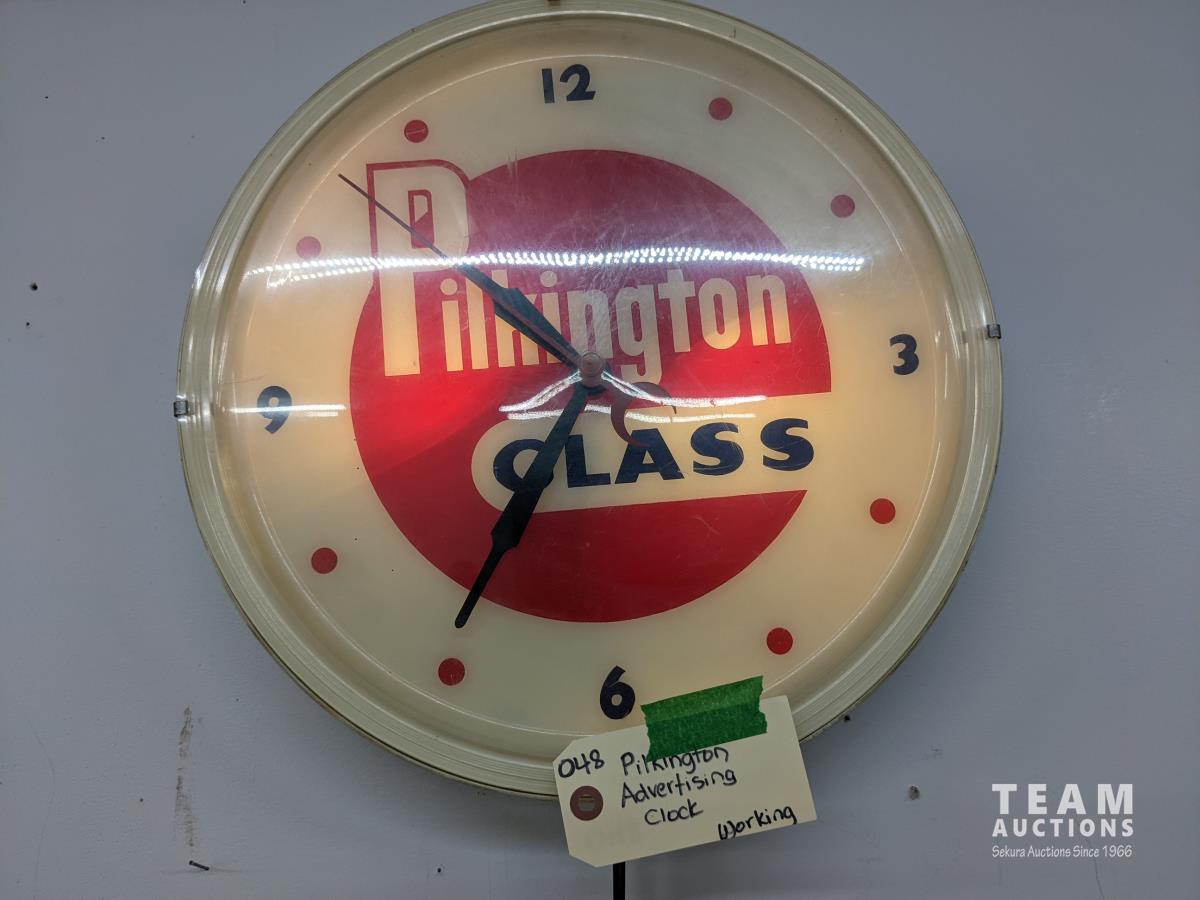 12
Pilkington
3
9
GLASS
6
048 Pilkington
Advertising
Clock
Working
TEAM
AUCTIONS
Sekura Auctions Since 1966